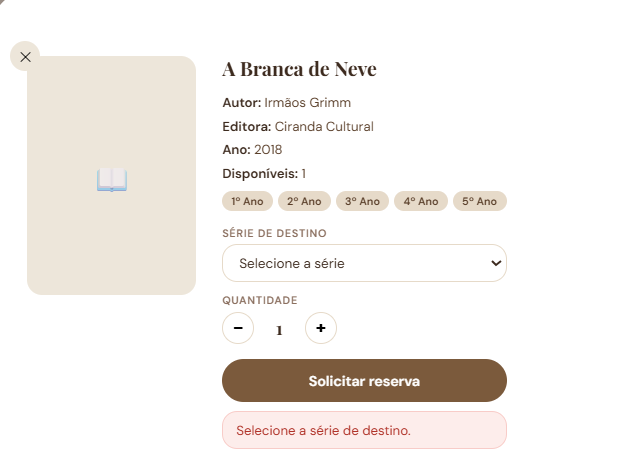 A Branca de Neve
Autor: Irmãos Grimm
Editora: Ciranda Cultural
Ano: 2018
Disponíveis: 1
1º Ano 2º Ano 3º Ano 4º Ano 5º Ano
SÉRIE DE DESTINO
Selecione a série
QUANTIDADE
− 1 +
Solicitar reserva
Selecione a série de destino.